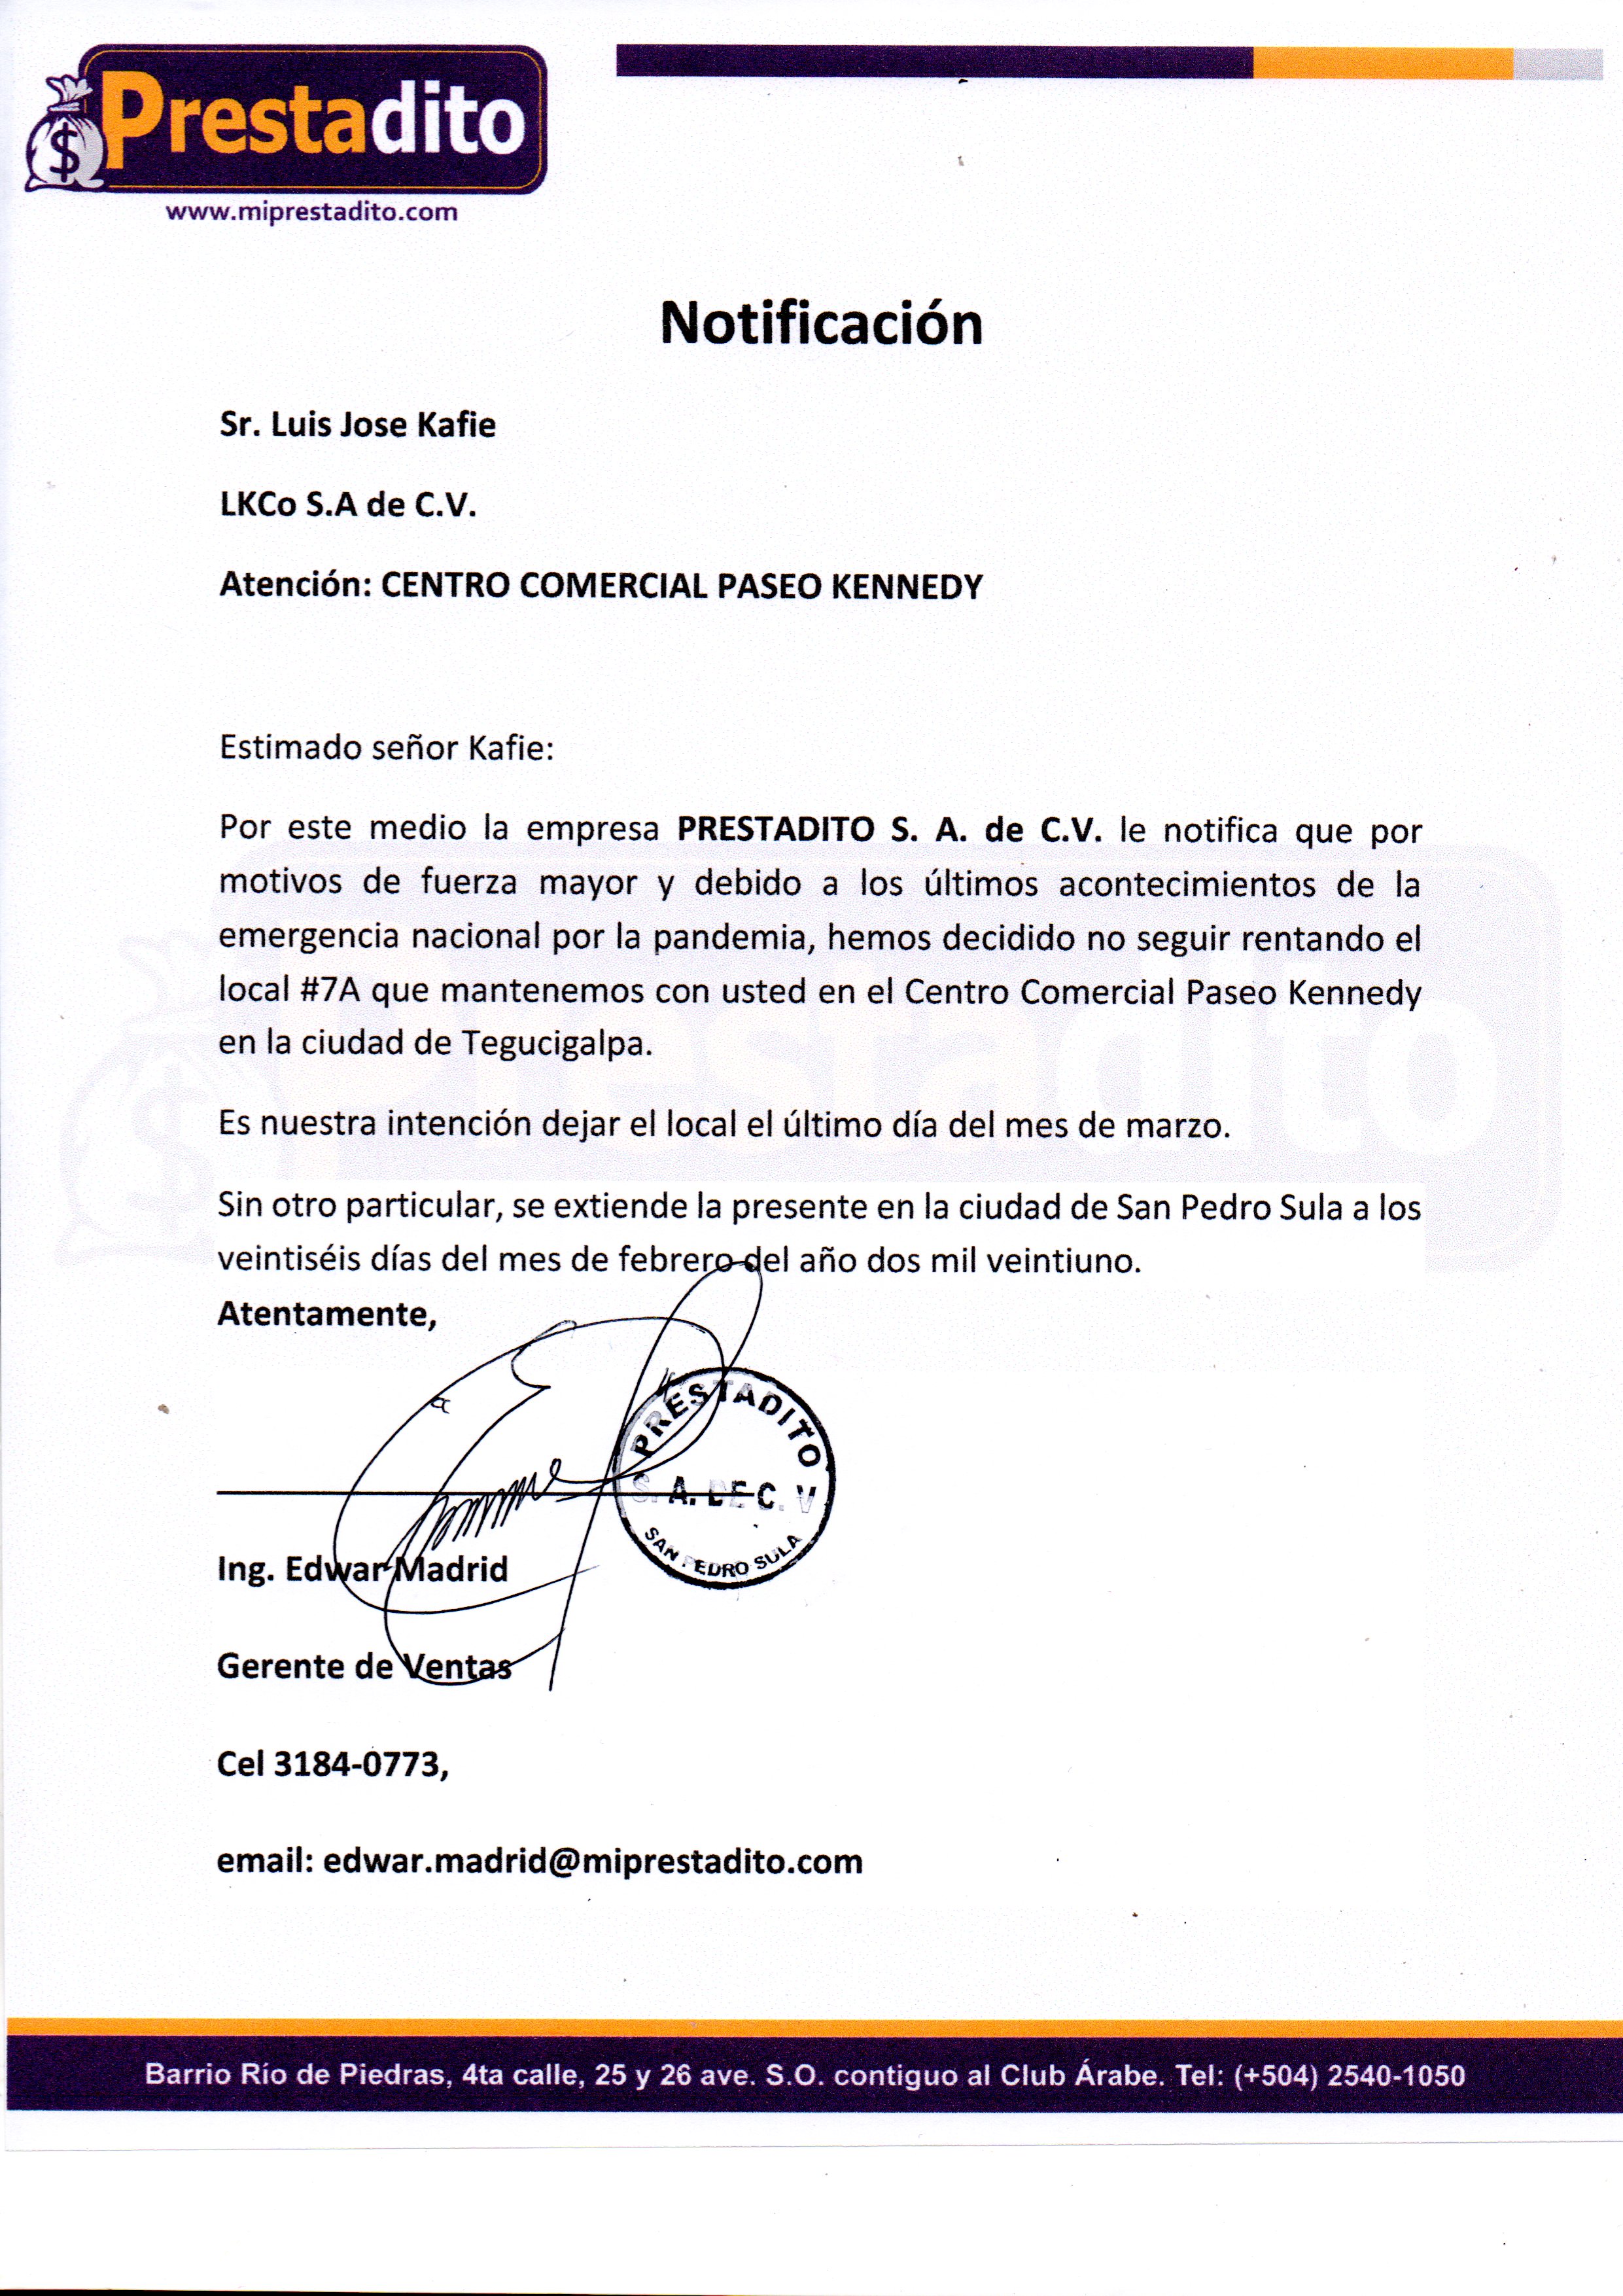 Prestadito
www.miprestadito.com
Notificación
Sr. Luis Jose Kafie
LKCo S.A de C.V.
Atención: CENTRO COMERCIAL PASEO KENNEDY
Estimado señor Kafie:
Por este medio la empresa PRESTADITO S. A. de C.V. le notifica que por
motivos de fuerza mayor y debido a los últimos acontecimientos de la
emergencia nacional por la pandemia, hemos decidido no seguir rentando el
local #7A que mantenemos con usted en el Centro Comercial Paseo Kennedy
en la ciudad de Tegucigalpa.
Es nuestra intención dejar el local el último día del mes de marzo.
Sin otro particular, se extiende la presente en la ciudad de San Pedro Sula a los
veintiséis días del mes de febrero del año dos mil veintiuno.
Atentamente,
PRESTADITO
S. A. DE C. V
SAN PEDRO SULA
Ing. Edwar Madrid
Gerente de Ventas
Cel 3184-0773,
email: edwar.madrid@miprestadito.com
Barrio Río de Piedras, 4ta calle, 25 y 26 ave. S.O. contiguo al Club Árabe. Tel: (+504) 2540-1050